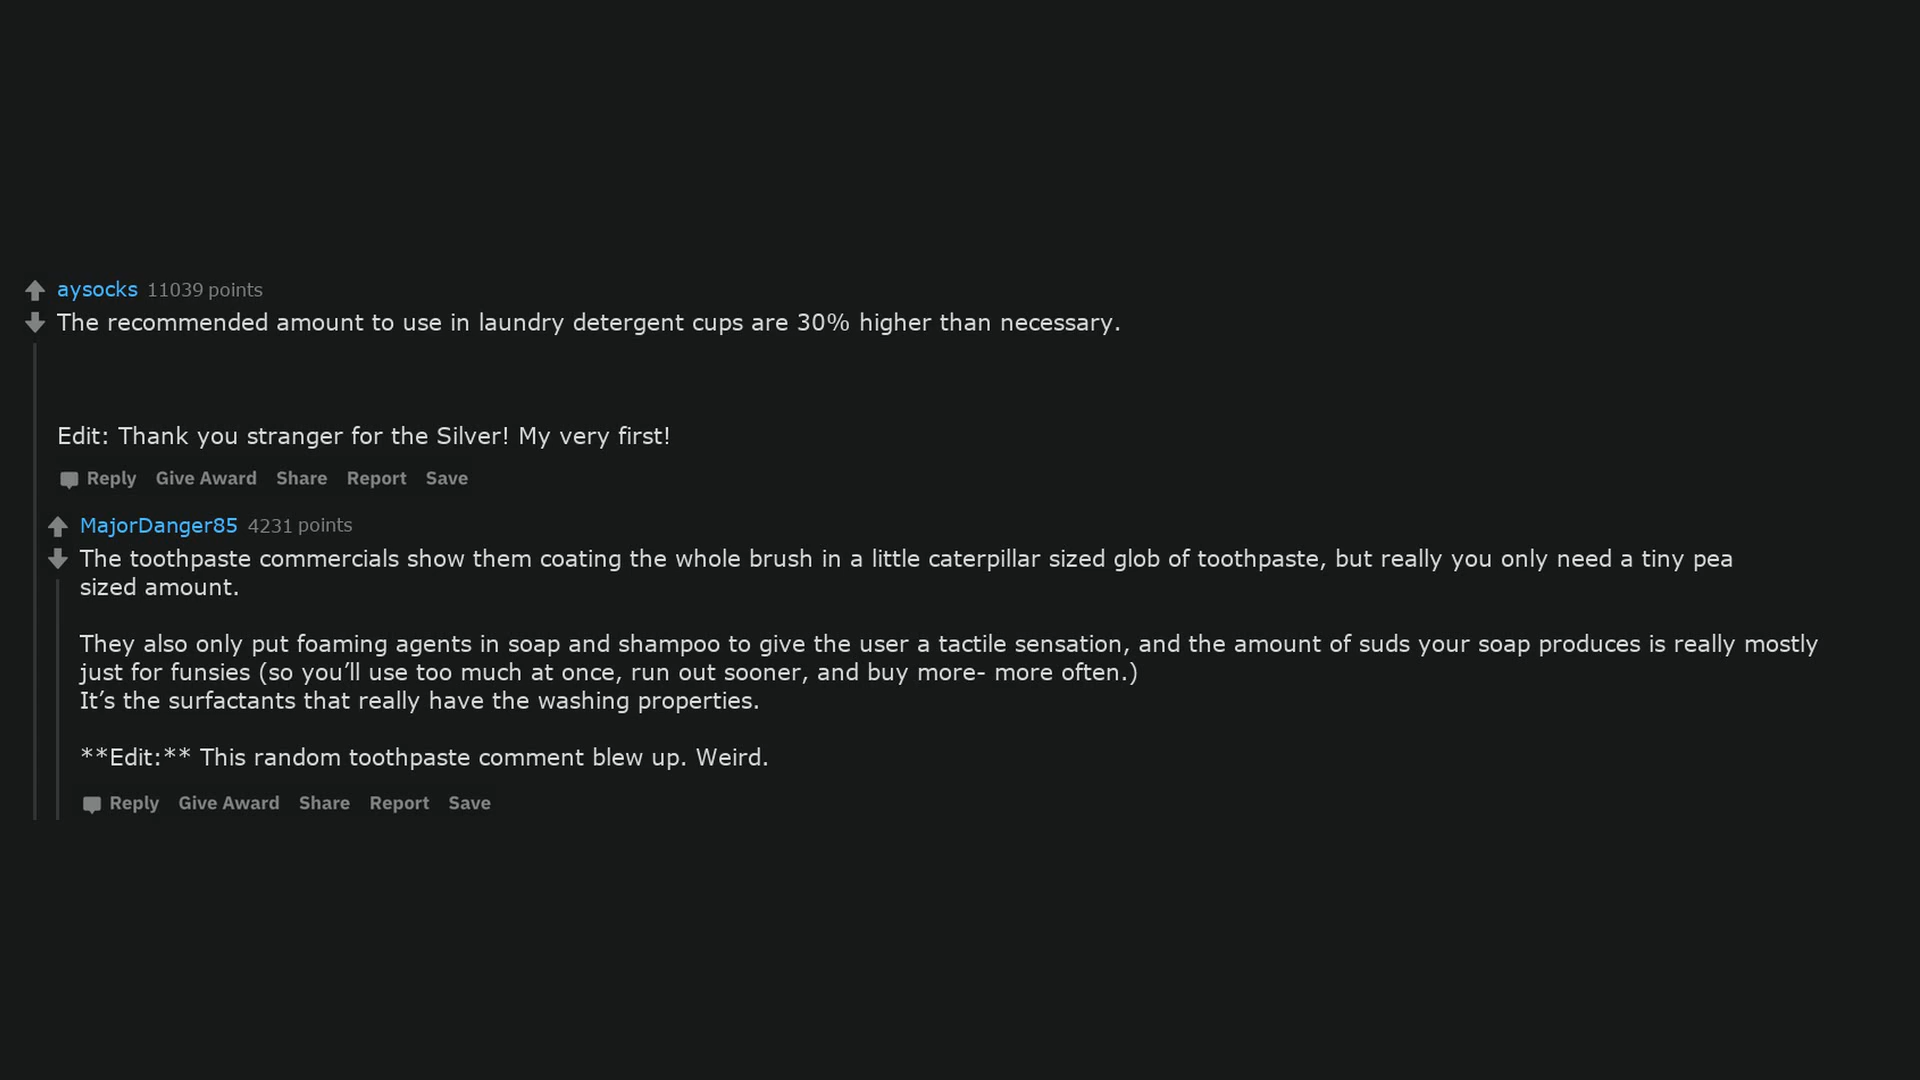 aysocks 11039 points
The recommended amount to use in laundry detergent cups are 30% higher than necessary.
Edit: Thank you stranger for the Silver! My very first!
Reply Give Award Share Report Save
MajorDanger85 4231 points
The toothpaste commercials show them coating the whole brush in a little caterpillar sized glob of toothpaste, but really you only need a tiny pea
sized amount.
They also only put foaming agents in soap and shampoo to give the user a tactile sensation, and the amount of suds your soap produces is really mostly
just for funsies (so you’ll use too much at once, run out sooner, and buy more- more often.)
It’s the surfactants that really have the washing properties.
**Edit:** This random toothpaste comment blew up. Weird.
Reply Give Award Share Report Save